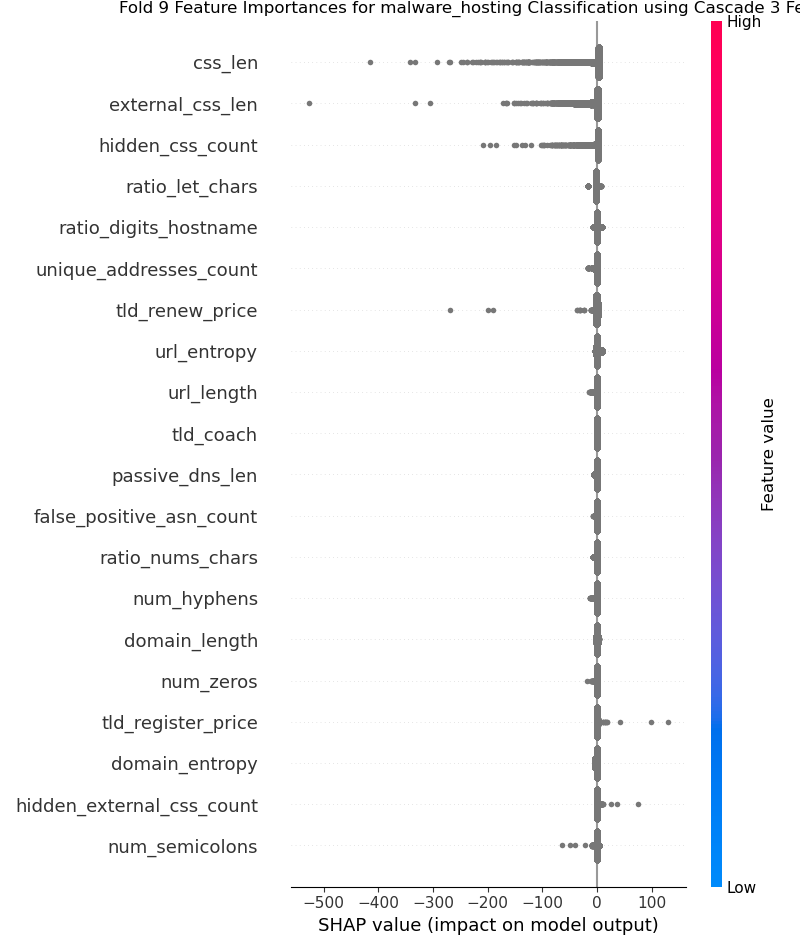 Fold 9 Feature Importances for malware_hosting Classification using Cascade 3 Fe
High
css_len
external_css_len
hidden_css_count
ratio_let_chars
ratio_digits_hostname
unique_addresses_count
tld_renew_price
url_entropy
url_length
tld_coach
passive_dns_len
false_positive_asn_count
ratio_nums_chars
num_hyphens
domain_length
num_zeros
tld_register_price
domain_entropy
hidden_external_css_count
num_semicolons
Feature value
Low
−500 −400 −300 −200 −100 0 100
SHAP value (impact on model output)